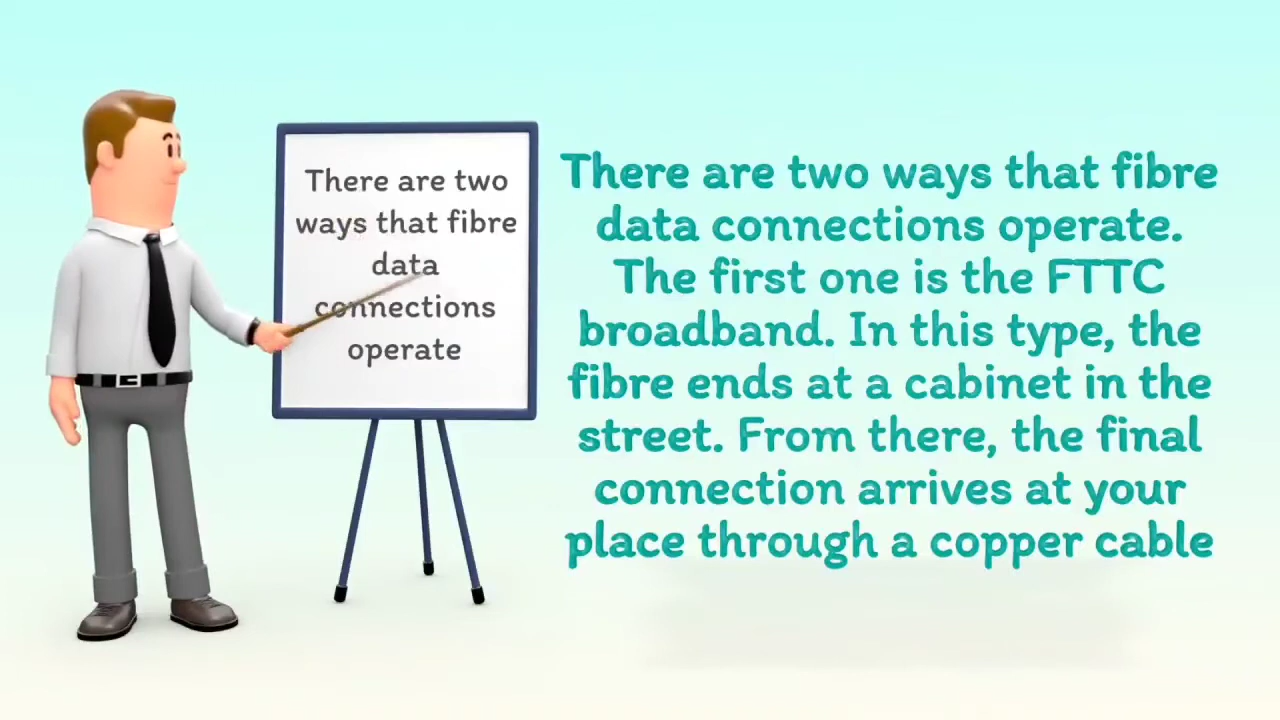 There are two
ways that fibre
data
connections
operate
There are two ways that fibre
data connections operate.
The first one is the FTTC
broadband. In this type, the
fibre ends at a cabinet in the
street. From there, the final
connection arrives at your
place through a copper cable